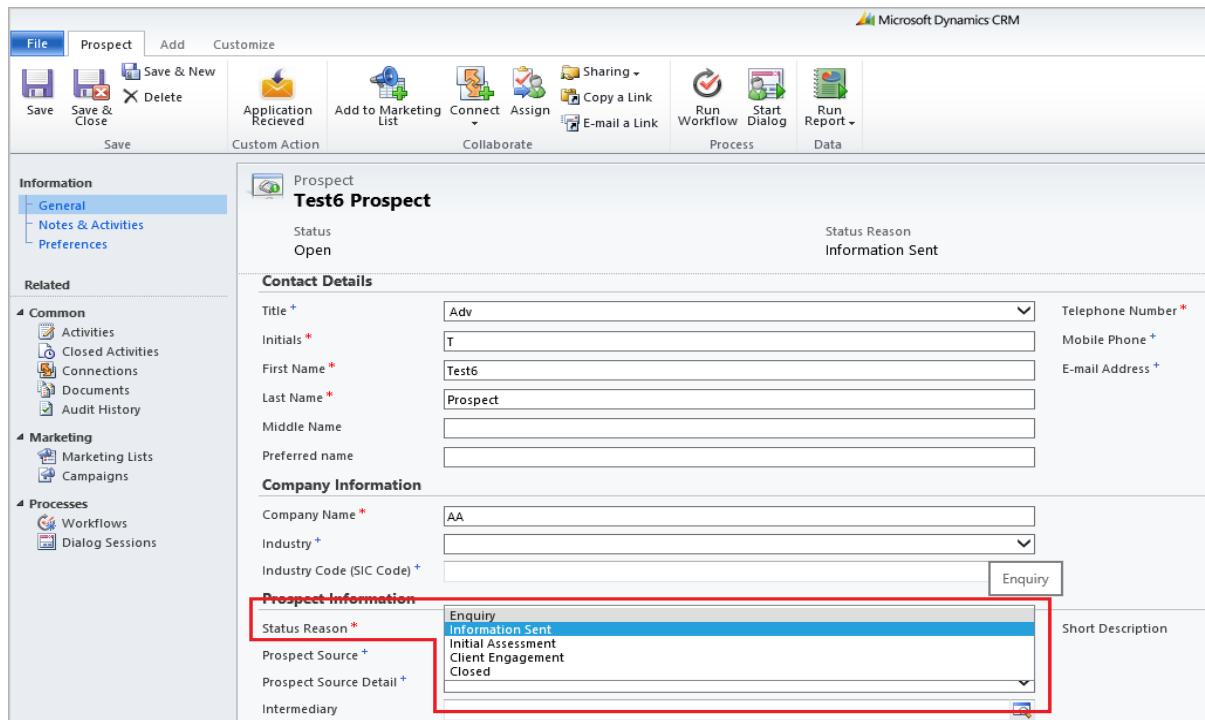 Microsoft Dynamics CRM
File Prospect Add Customize
Save
Save & Close
Save & New
Delete
Application Recieved
Add to Marketing List
Connect
Assign
Sharing
Copy a Link
E-mail a Link
Run Workflow
Start Dialog
Run Report
Save Custom Action Collaborate Process Data
Information
General
Notes & Activities
Preferences
Related
Common
Activities
Closed Activities
Connections
Documents
Audit History
Marketing
Marketing Lists
Campaigns
Processes
Workflows
Dialog Sessions
Prospect
Test6 Prospect
Status Status Reason
Open Information Sent
Contact Details
Title + Adv Telephone Number *
Initials * T Mobile Phone +
First Name * Test6 E-mail Address +
Last Name * Prospect
Middle Name
Preferred name
Company Information
Company Name * AA
Industry +
Industry Code (SIC Code) +
Enquiry
Prospect Information
Enquiry
Status Reason * Information Sent Short Description
Initial Assessment
Prospect Source + Client Engagement
Closed
Prospect Source Detail +
Intermediary